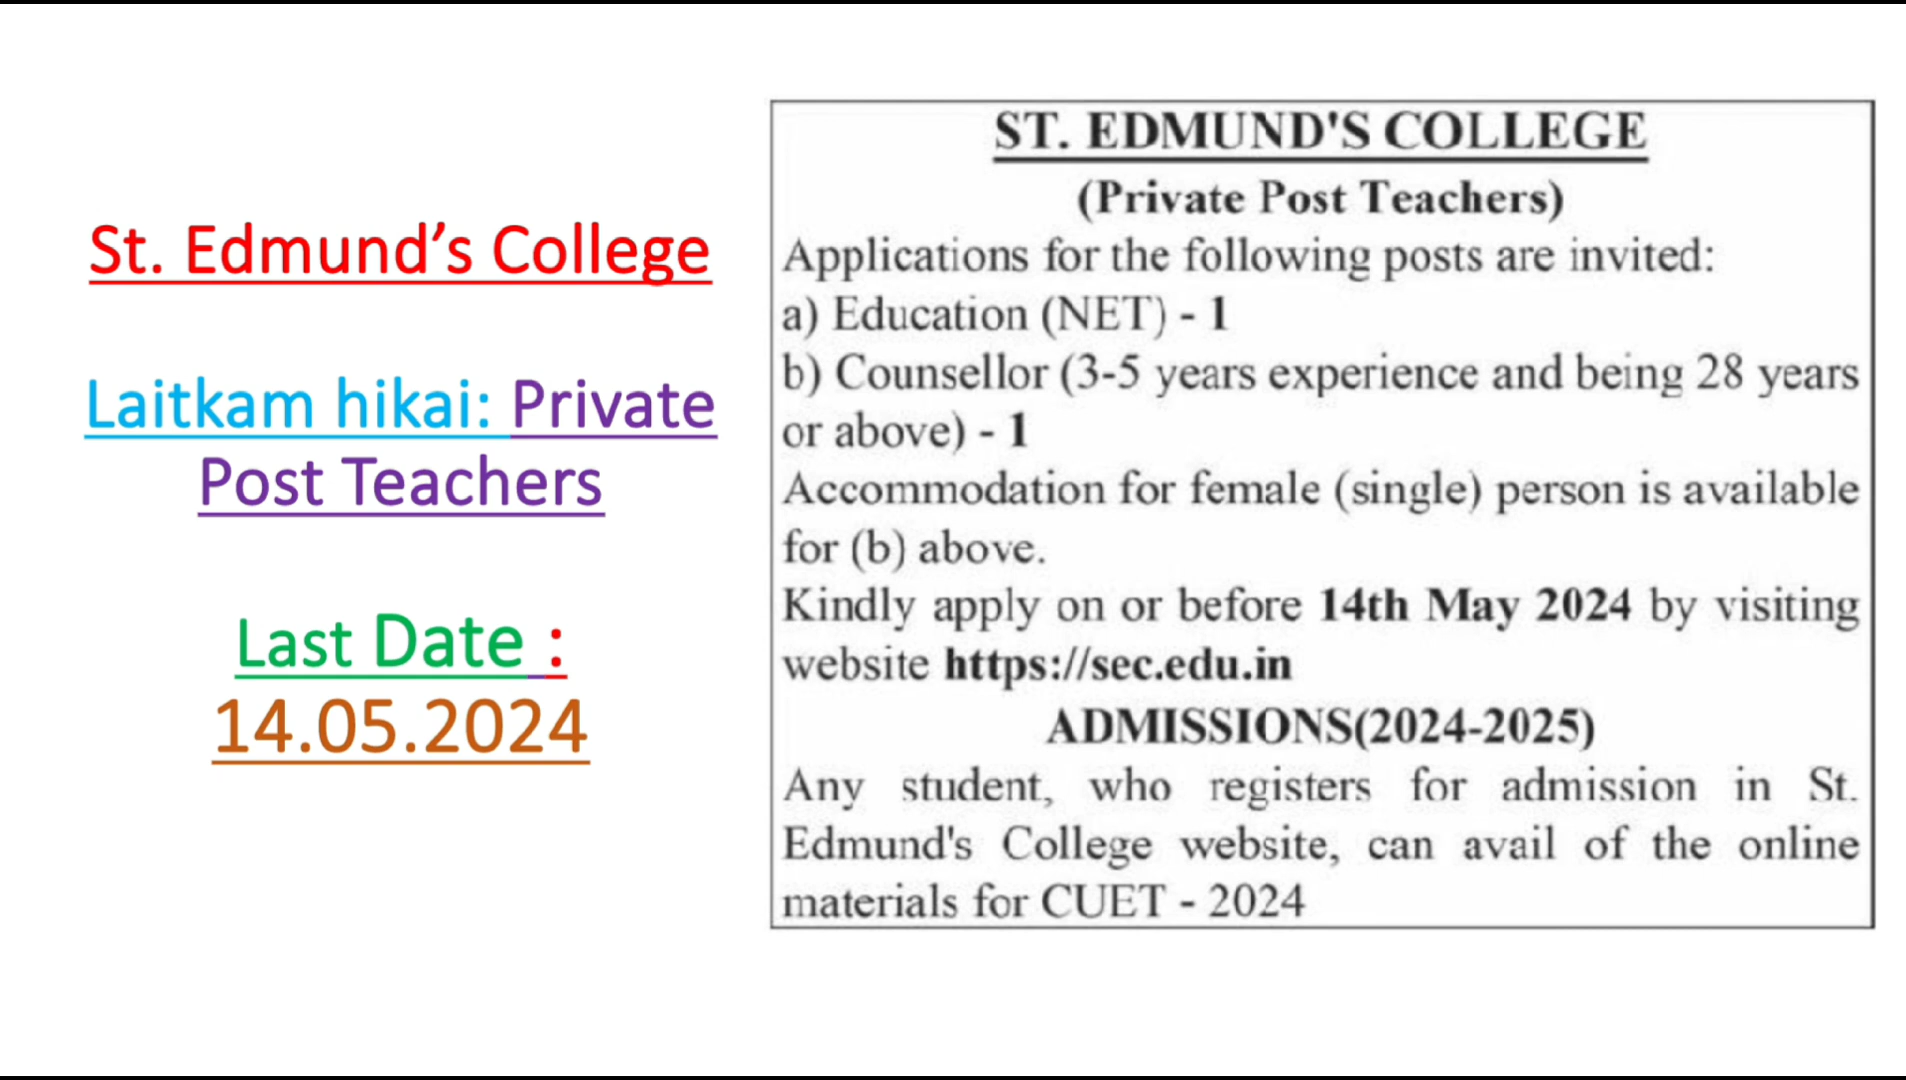 St. Edmund’s College
Laitkam hikai: Private
Post Teachers
Last Date :
14.05.2024
ST. EDMUND'S COLLEGE
(Private Post Teachers)
Applications for the following posts are invited:
a) Education (NET) - 1
b) Counsellor (3-5 years experience and being 28 years
or above) - 1
Accommodation for female (single) person is available
for (b) above.
Kindly apply on or before 14th May 2024 by visiting
website https://sec.edu.in
ADMISSIONS(2024-2025)
Any student, who registers for admission in St.
Edmund's College website, can avail of the online
materials for CUET - 2024